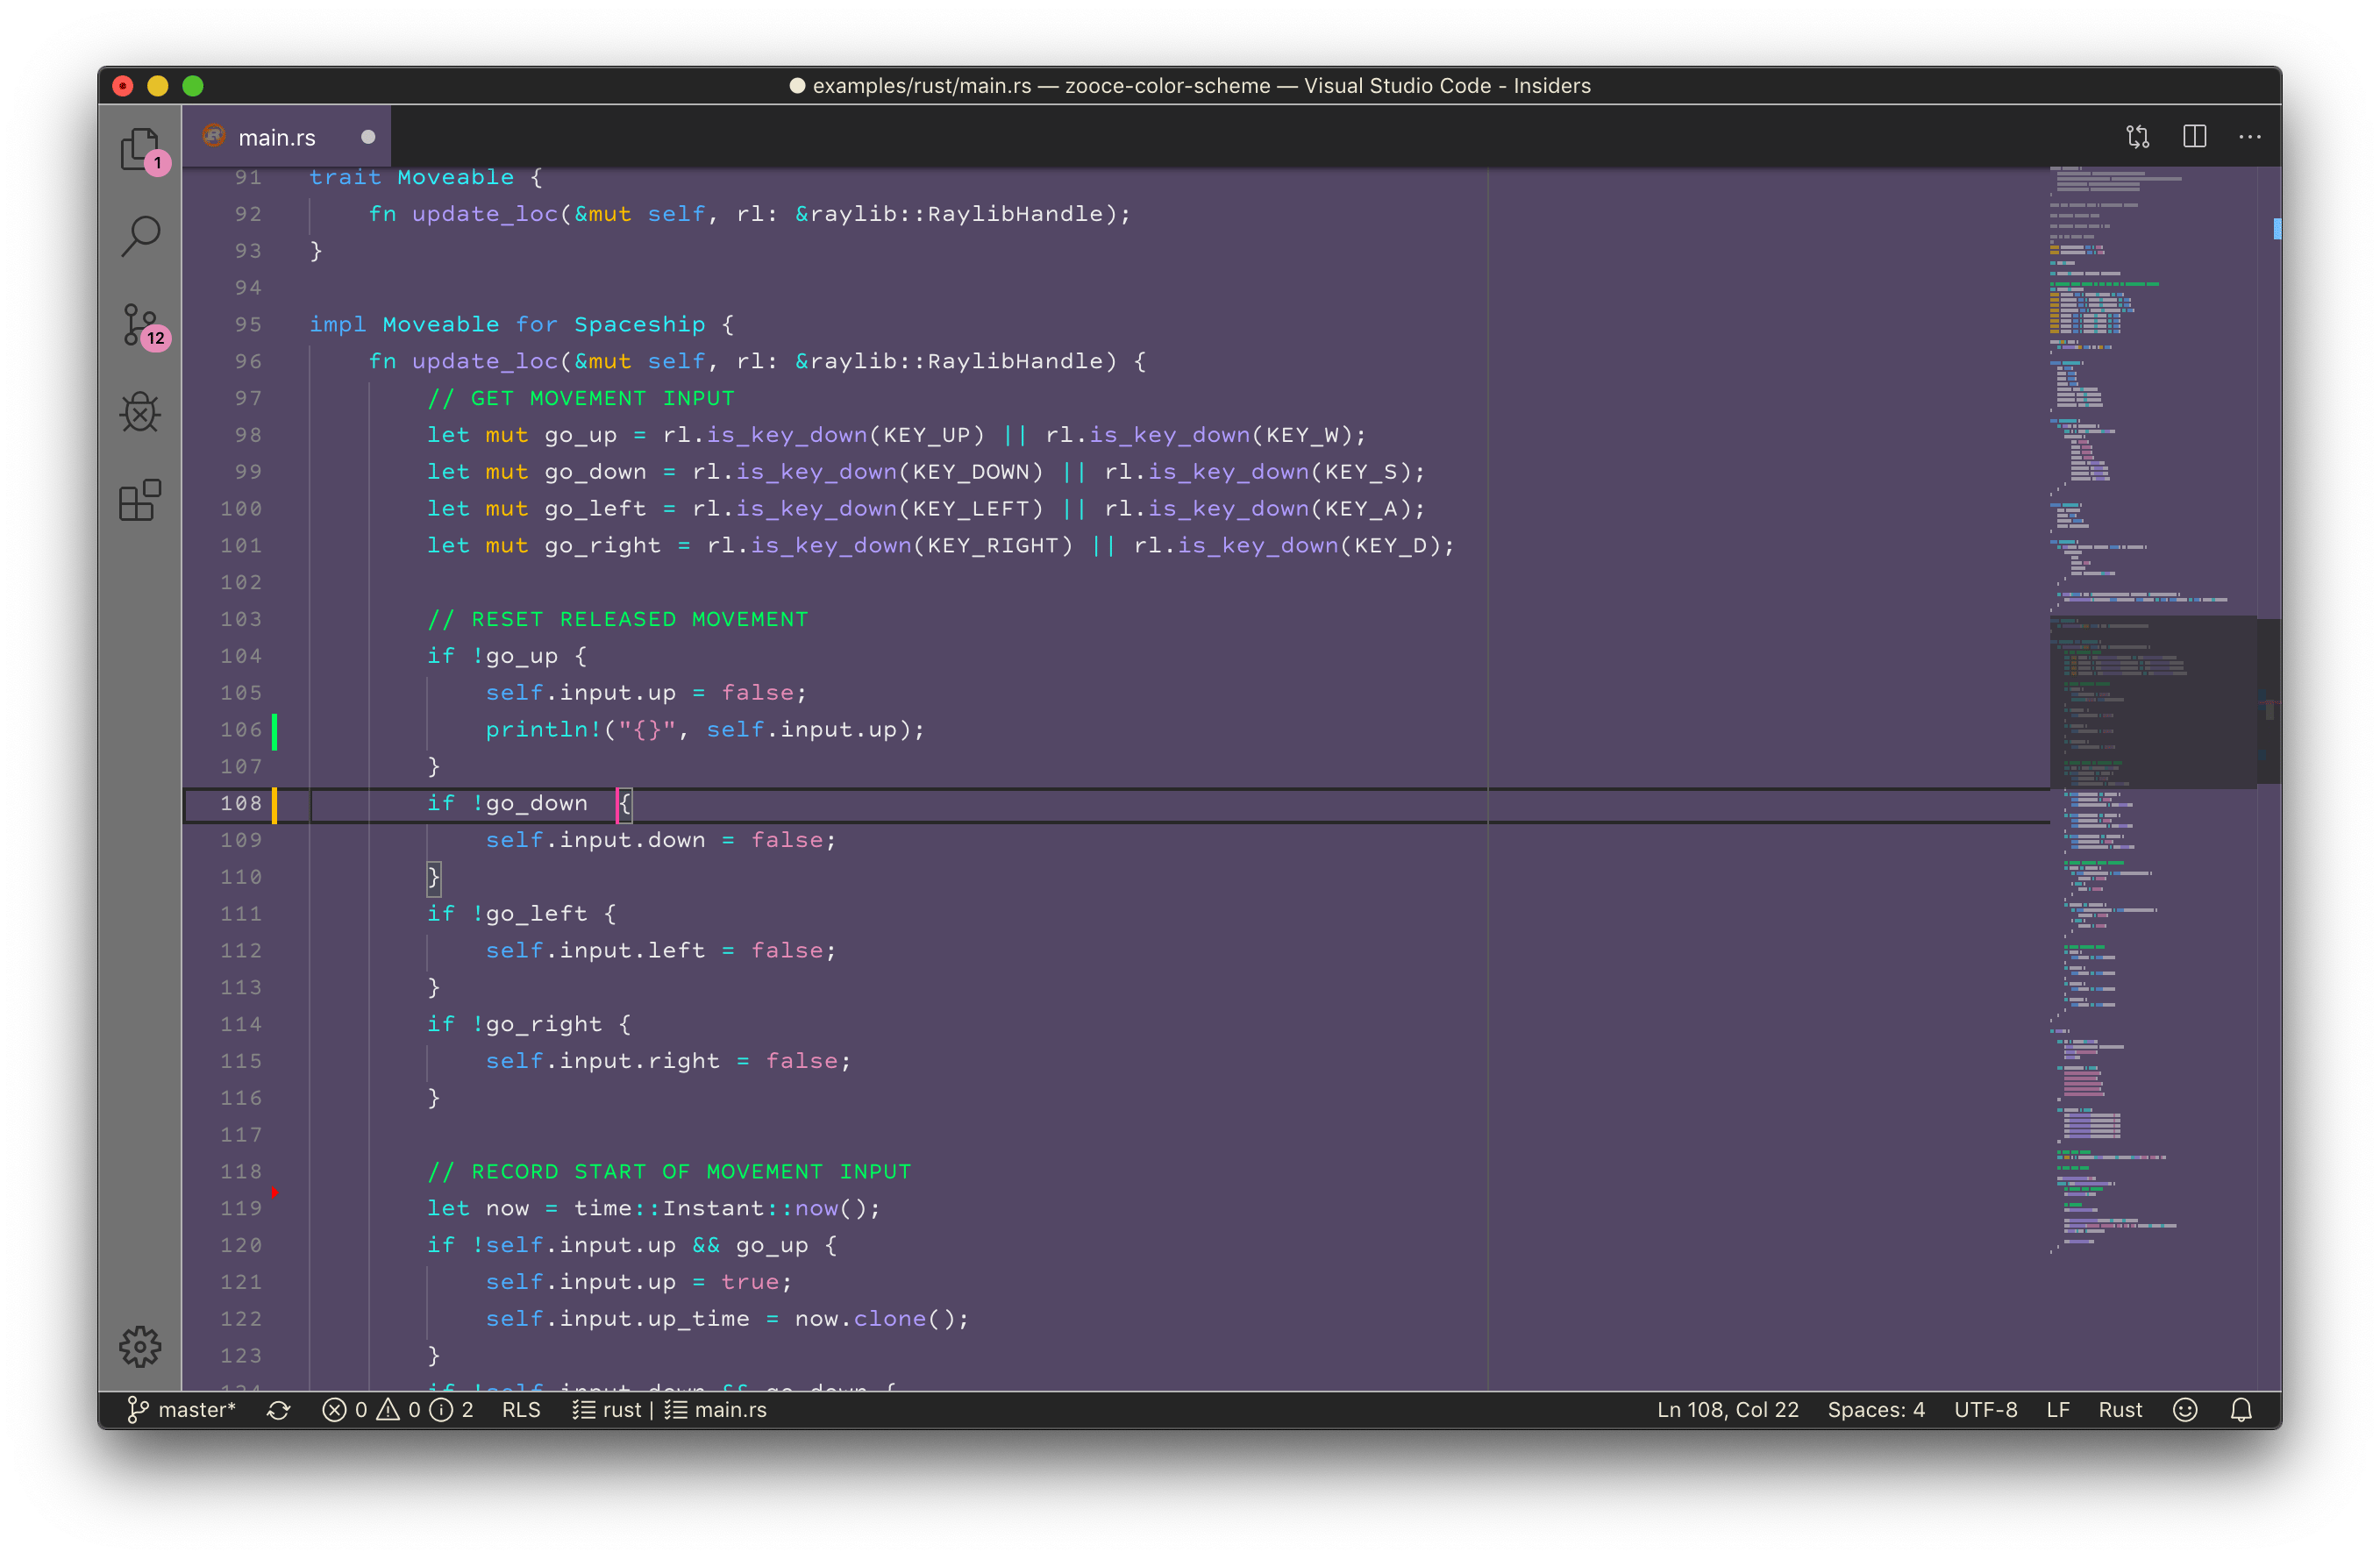 examples/rust/main.rs — zooce-color-scheme — Visual Studio Code - Insiders
main.rs
1
12
91 trait Moveable {
92     fn update_loc(&mut self, rl: &raylib::RaylibHandle);
93 }
94
95 impl Moveable for Spaceship {
96     fn update_loc(&mut self, rl: &raylib::RaylibHandle) {
97         // GET MOVEMENT INPUT
98         let mut go_up = rl.is_key_down(KEY_UP) || rl.is_key_down(KEY_W);
99         let mut go_down = rl.is_key_down(KEY_DOWN) || rl.is_key_down(KEY_S);
100         let mut go_left = rl.is_key_down(KEY_LEFT) || rl.is_key_down(KEY_A);
101         let mut go_right = rl.is_key_down(KEY_RIGHT) || rl.is_key_down(KEY_D);
102
103         // RESET RELEASED MOVEMENT
104         if !go_up {
105             self.input.up = false;
106             println!("{}", self.input.up);
107         }
108         if !go_down  {
109             self.input.down = false;
110         }
111         if !go_left {
112             self.input.left = false;
113         }
114         if !go_right {
115             self.input.right = false;
116         }
117
118         // RECORD START OF MOVEMENT INPUT
119         let now = time::Instant::now();
120         if !self.input.up && go_up {
121             self.input.up = true;
122             self.input.up_time = now.clone();
123         }
124         if !self.input.down && go_down {
master* 0 0 2 RLS rust | main.rs Ln 108, Col 22 Spaces: 4 UTF-8 LF Rust